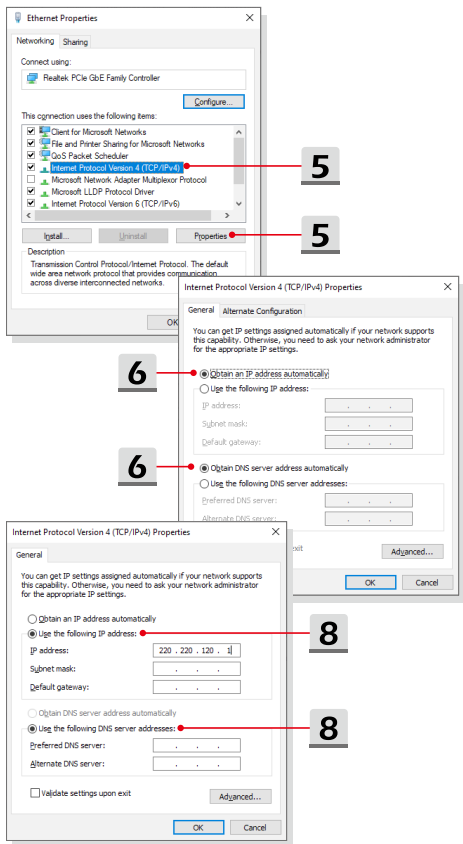 Ethernet Properties
Networking
Sharing
Connect using:
Realtek PCIe GbE Family Controller
Configure...
This connection uses the following items:
Client for Microsoft Networks
File and Printer Sharing for Microsoft Networks
QoS Packet Scheduler
Internet Protocol Version 4 (TCP/IPv4)
Microsoft Network Adapter Multiplexor Protocol
Microsoft LLDP Protocol Driver
Internet Protocol Version 6 (TCP/IPv6)
5
Install...
Uninstall
Properties
5
Description
Transmission Control Protocol/Internet Protocol. The default
wide area network protocol that provides communication
across diverse interconnected networks.
OK
Internet Protocol Version 4 (TCP/IPv4) Properties
General
Alternate Configuration
You can get IP settings assigned automatically if your network supports
this capability. Otherwise, you need to ask your network administrator
for the appropriate IP settings.
6
Obtain an IP address automatically
Use the following IP address:
IP address:
Subnet mask:
Default gateway:
6
Obtain DNS server address automatically
Use the following DNS server addresses:
Preferred DNS server:
Alternate DNS server:
exit
Advanced...
OK
Cancel
Internet Protocol Version 4 (TCP/IPv4) Properties
General
You can get IP settings assigned automatically if your network supports
this capability. Otherwise, you need to ask your network administrator
for the appropriate IP settings.
Obtain an IP address automatically
Use the following IP address:
8
IP address:
220 . 220 . 120 . 1
Subnet mask:
Default gateway:
Obtain DNS server address automatically
Use the following DNS server addresses:
8
Preferred DNS server:
Alternate DNS server:
Validate settings upon exit
Advanced...
OK
Cancel